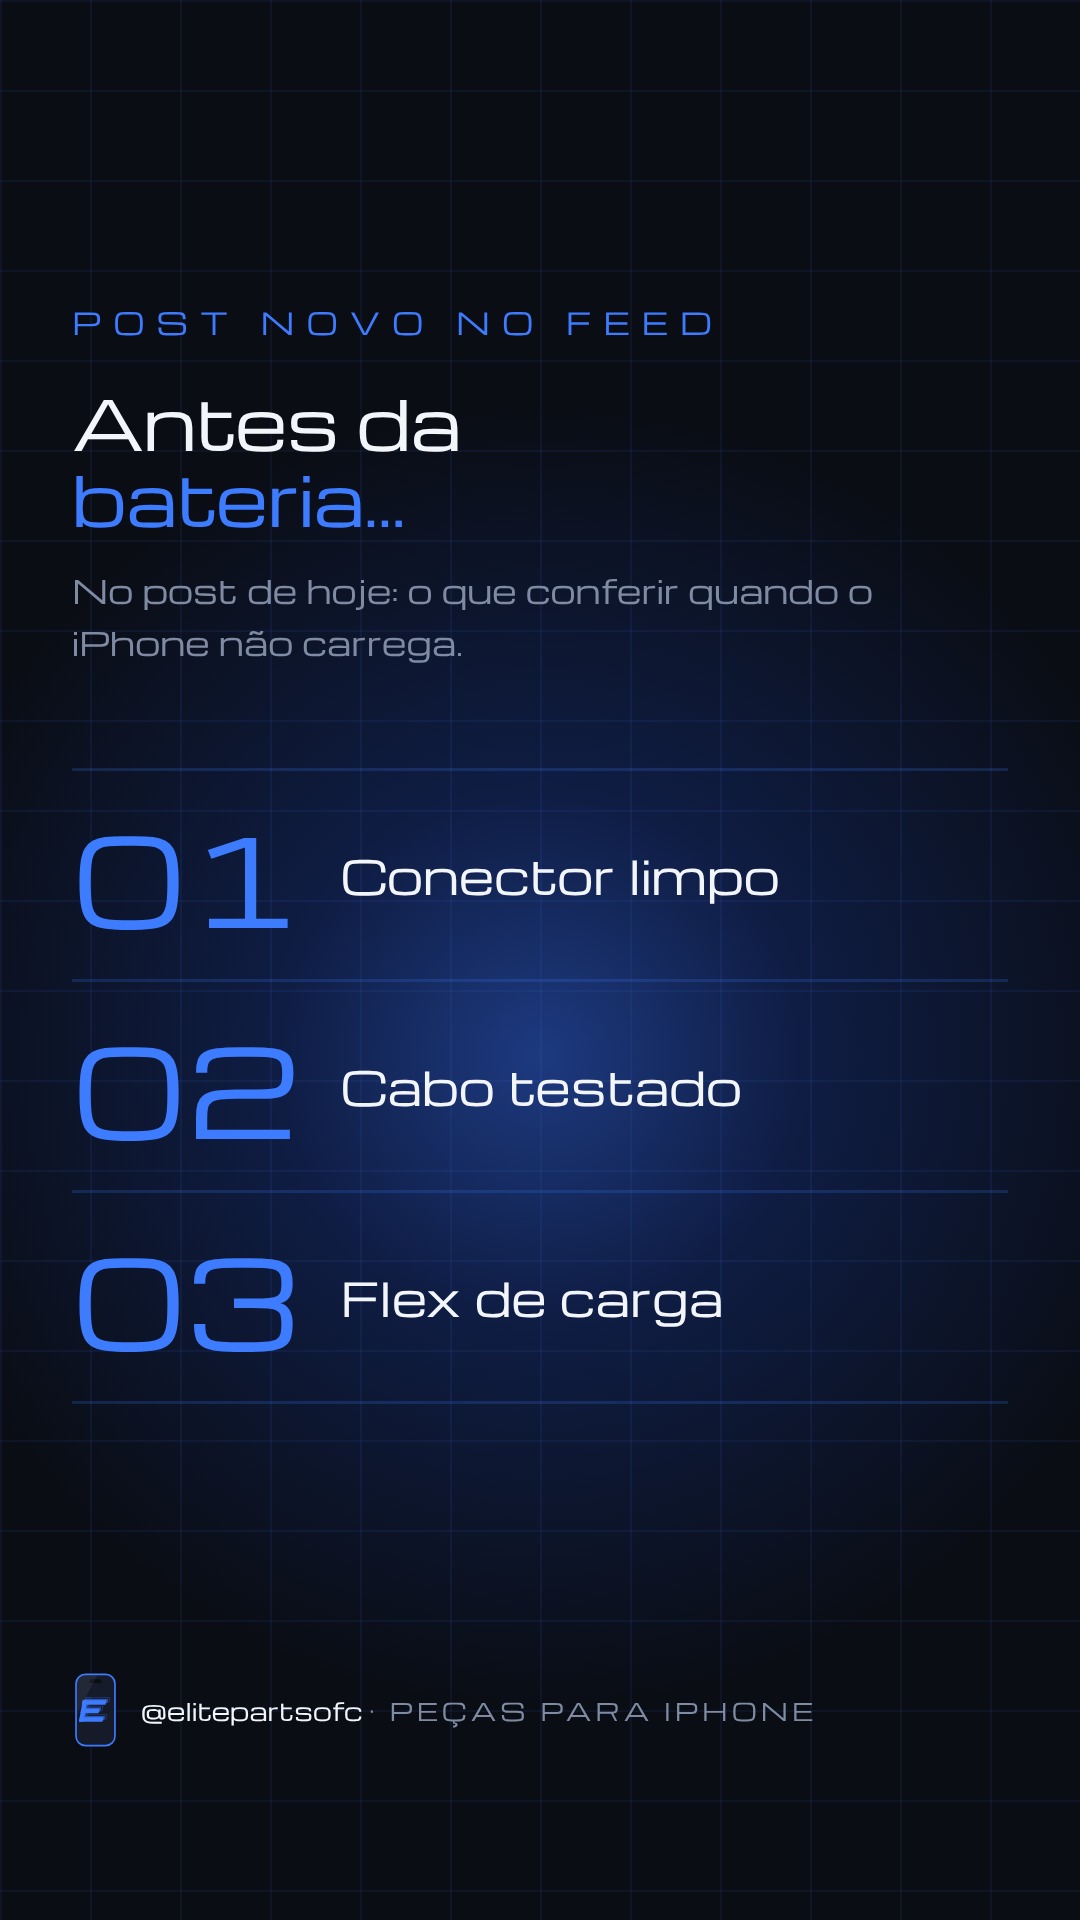 POST NOVO NO FEED
Antes da
bateria...
No post de hoje: o que conferir quando o
iPhone não carrega.
01 Conector limpo
02 Cabo testado
03 Flex de carga
E @elitepartsofc · PEÇAS PARA IPHONE